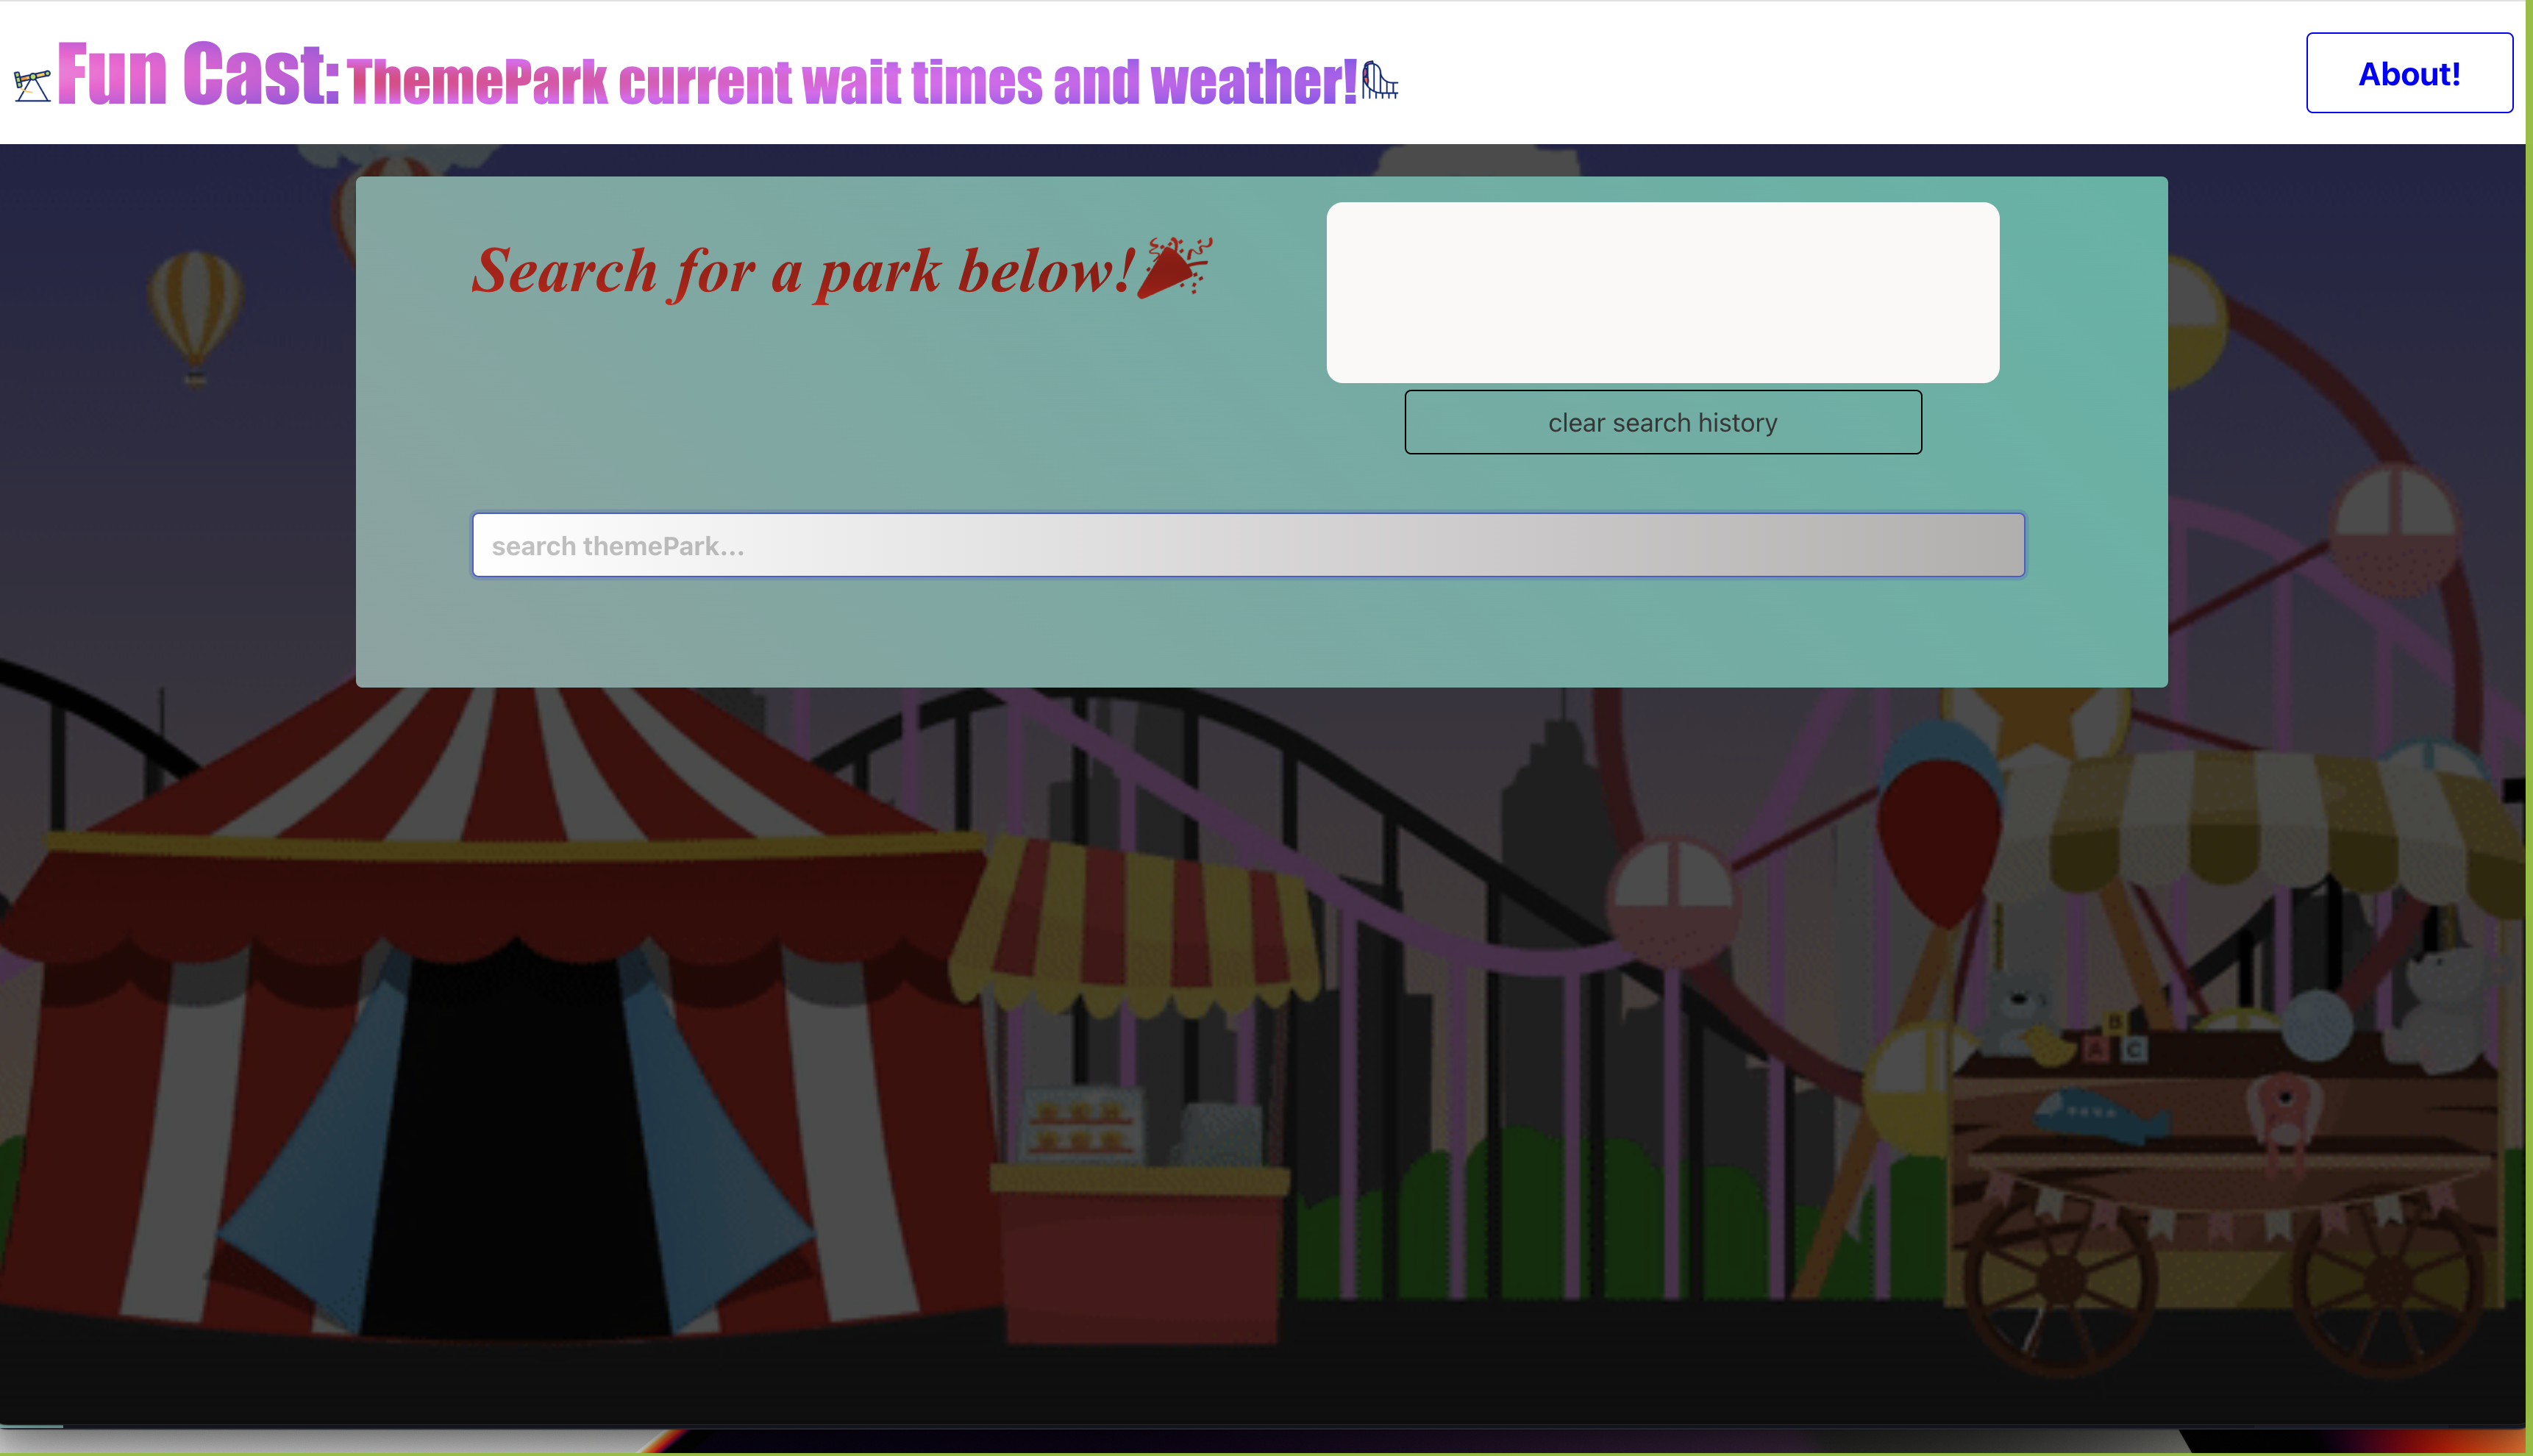 Fun Cast: ThemePark current wait times and weather!
About!
Search for a park below!
clear search history
search themePark...
B
A C